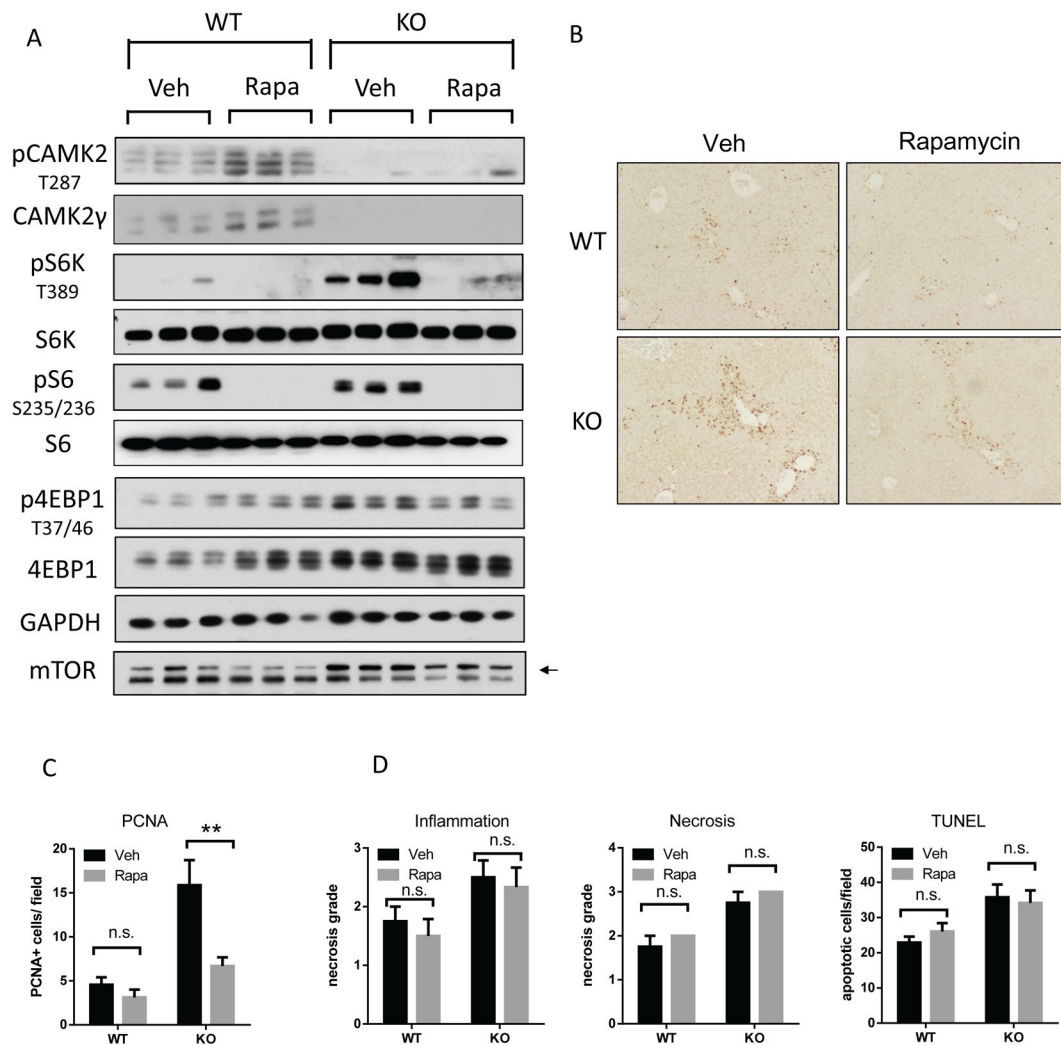 A
WT KO
Veh Rapa Veh Rapa
pCAMK2
T287
CAMK2γ
pS6K
T389
S6K
pS6
S235/236
S6
p4EBP1
T37/46
4EBP1
GAPDH
mTOR
B
Veh Rapamycin
WT
KO
C
PCNA
PCNA+ cells/ field
20
15
10
5
0
Veh
Rapa
n.s.
**
WT KO
D
Inflammation
necrosis grade
3
2
1
0
Veh
Rapa
n.s.
n.s.
WT KO
Necrosis
necrosis grade
4
3
2
1
0
Veh
Rapa
n.s.
n.s.
WT KO
TUNEL
apoptotic cells/field
50
40
30
20
10
0
Veh
Rapa
n.s.
n.s.
WT KO